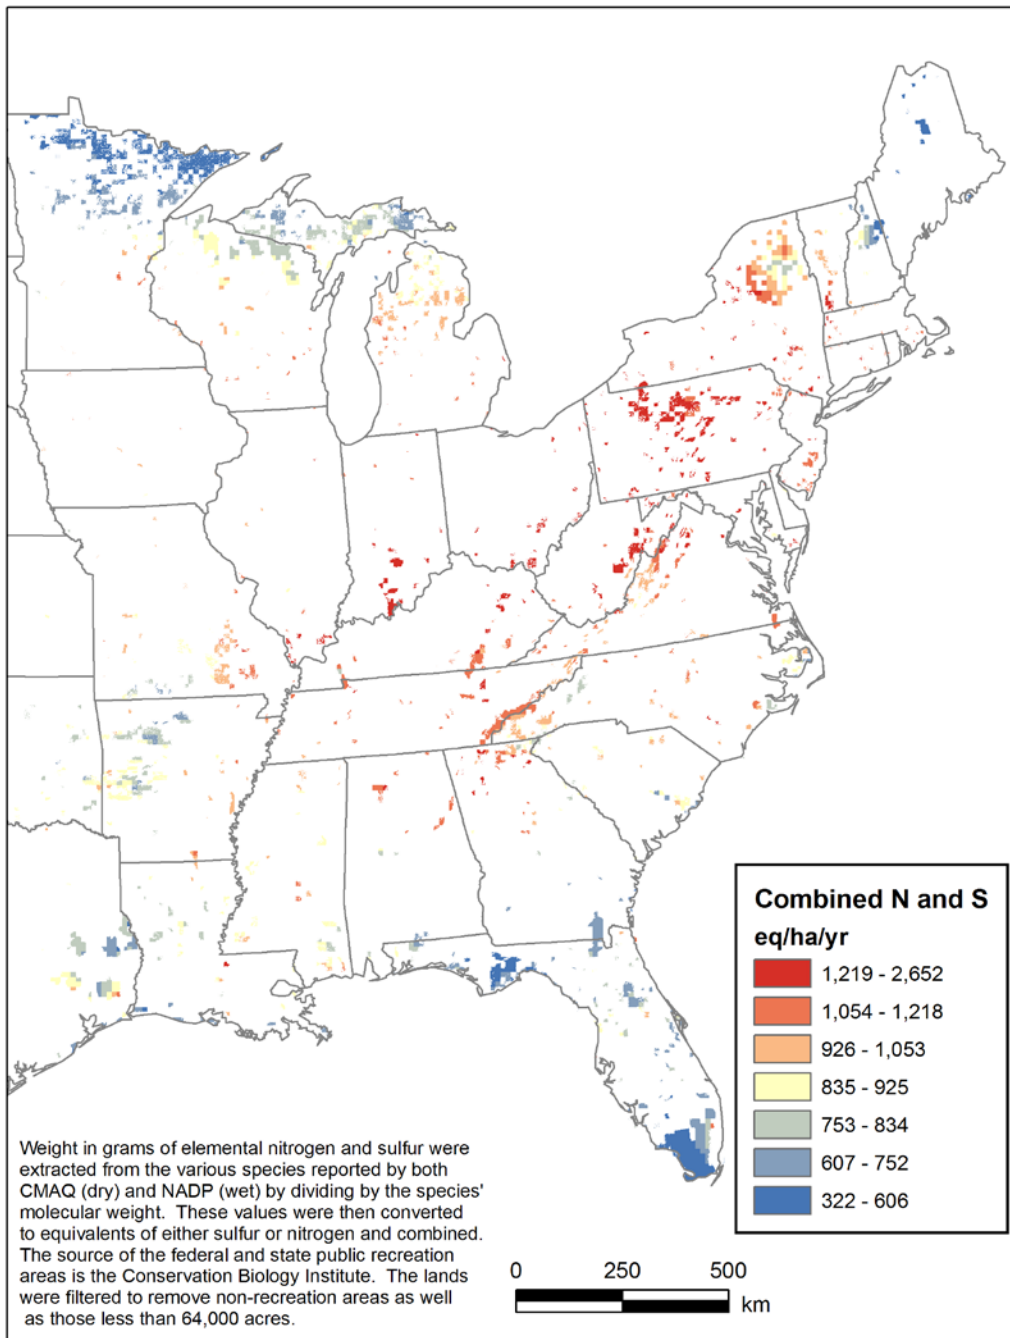 Combined N and S
eq/ha/yr
1,219 - 2,652
1,054 - 1,218
926 - 1,053
835 - 925
753 - 834
607 - 752
322 - 606
Weight in grams of elemental nitrogen and sulfur were
extracted from the various species reported by both
CMAQ (dry) and NADP (wet) by dividing by the species'
molecular weight. These values were then converted
to equivalents of either sulfur or nitrogen and combined.
The source of the federal and state public recreation
areas is the Conservation Biology Institute. The lands
were filtered to remove non-recreation areas as well
as those less than 64,000 acres.
0 250 500
km